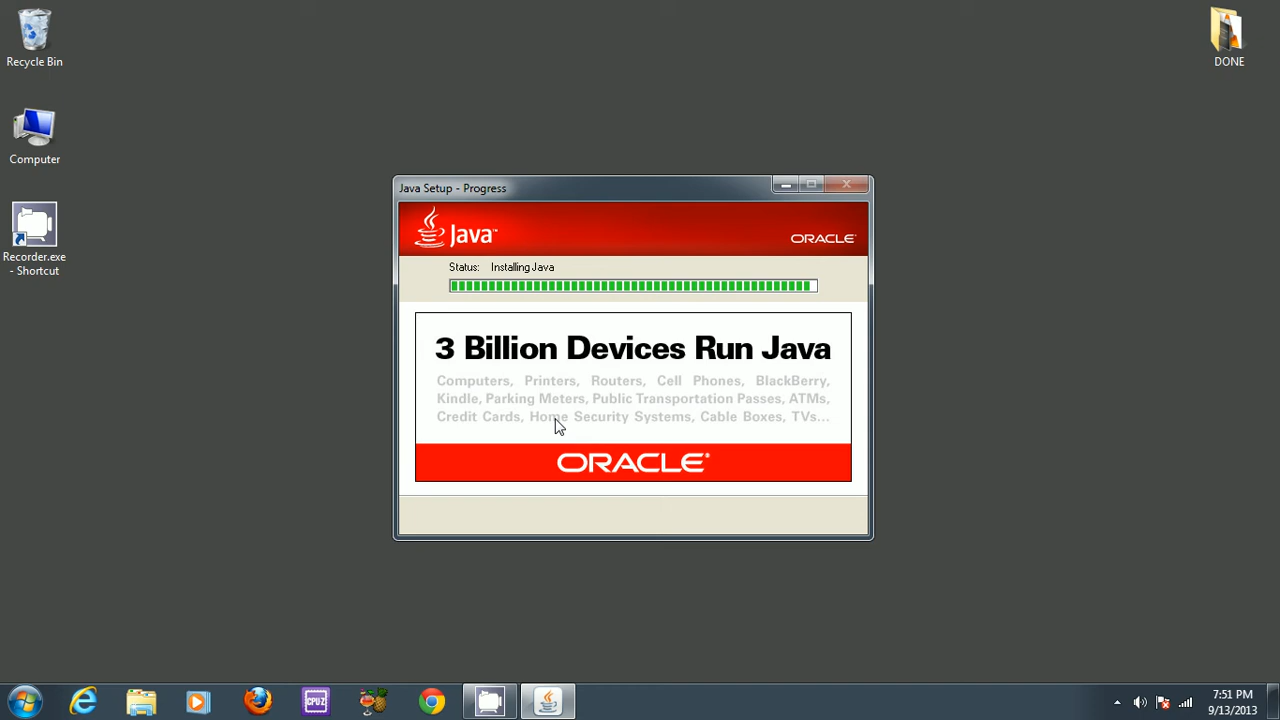 Recycle Bin
DONE
Computer
Recorder.exe
- Shortcut
Java Setup - Progress
Java™
ORACLE®
Status: Installing Java
3 Billion Devices Run Java
Computers, Printers, Routers, Cell Phones, BlackBerry,
Kindle, Parking Meters, Public Transportation Passes, ATMs,
Credit Cards, Home Security Systems, Cable Boxes, TVs...
ORACLE®
CPUZ
7:51 PM
9/13/2013